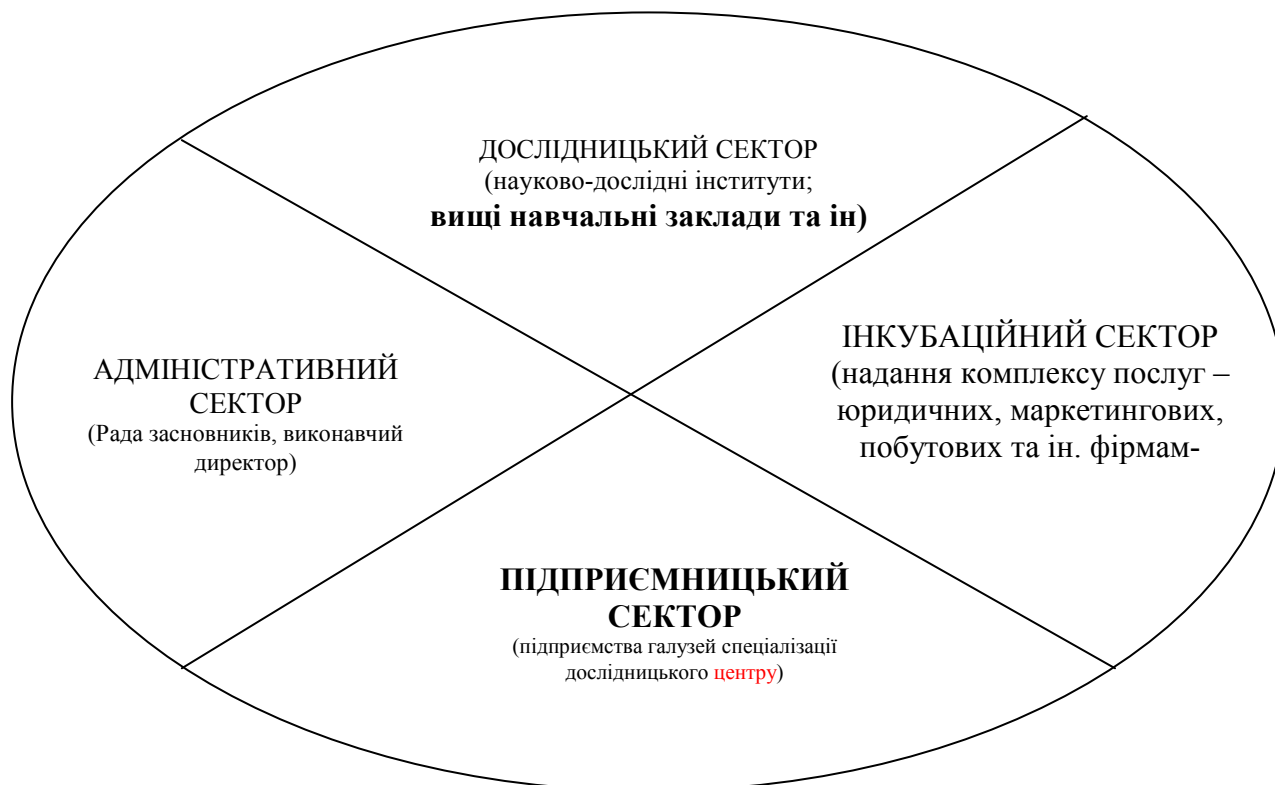 ДОСЛІДНИЦЬКИЙ СЕКТОР
(науково-дослідні інститути;
вищі навчальні заклади та ін)
АДМІНІСТРАТИВНИЙ
СЕКТОР
(Рада засновників, виконавчий
директор)
ІНКУБАЦІЙНИЙ СЕКТОР
(надання комплексу послуг –
юридичних, маркетингових,
побутових та ін. фірмам-
ПІДПРИЄМНИЦЬКИЙ
СЕКТОР
(підприємства галузей спеціалізації
дослідницького центру)